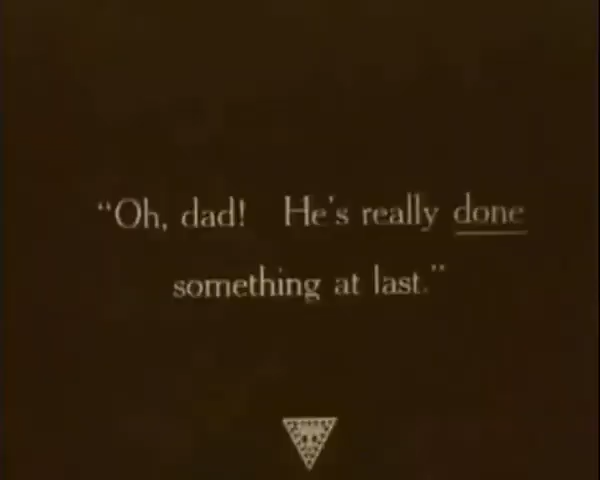 “Oh, dad!  He's really done
something at last.”